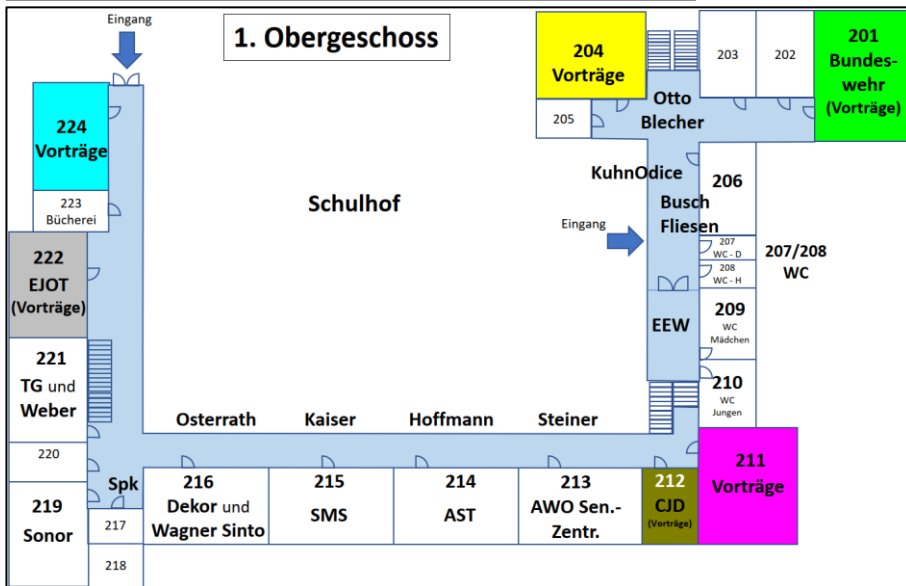 Eingang
1. Obergeschoss
204
Vorträge
203
202
201
Bundes-
wehr
(Vorträge)
205
Otto
Blecher
224
Vorträge
223
Bücherei
Schulhof
KuhnOdice
Busch
Fliesen
206
Eingang
207
WC - D
208
WC - H
207/208
WC
222
EJOT
(Vorträge)
EEW
209
WC
Mädchen
221
TG und
Weber
210
WC
Jungen
Osterrath
Kaiser
Hoffmann
Steiner
220
Spk
219
Sonor
216
Dekor und
Wagner Sinto
215
SMS
214
AST
213
AWO Sen.-
Zentr.
212
CJD
(Vorträge)
211
Vorträge
217
218